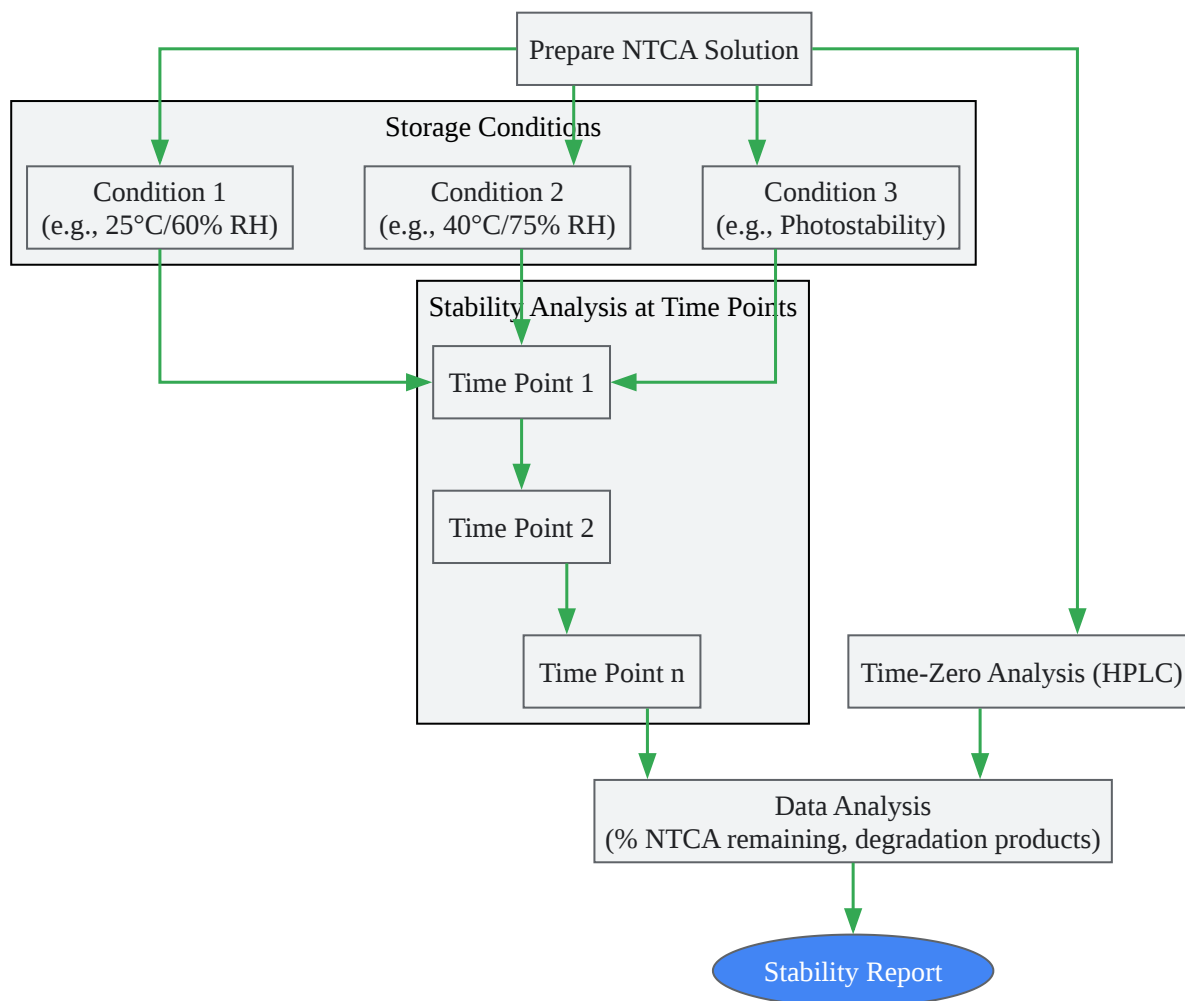 Prepare NTCA Solution
Storage Conditions
Condition 1
(e.g., 25°C/60% RH)
Condition 2
(e.g., 40°C/75% RH)
Condition 3
(e.g., Photostability)
Stability Analysis at Time Points
Time Point 1
Time Point 2
Time Point n
Time-Zero Analysis (HPLC)
Data Analysis
(% NTCA remaining, degradation products)
Stability Report